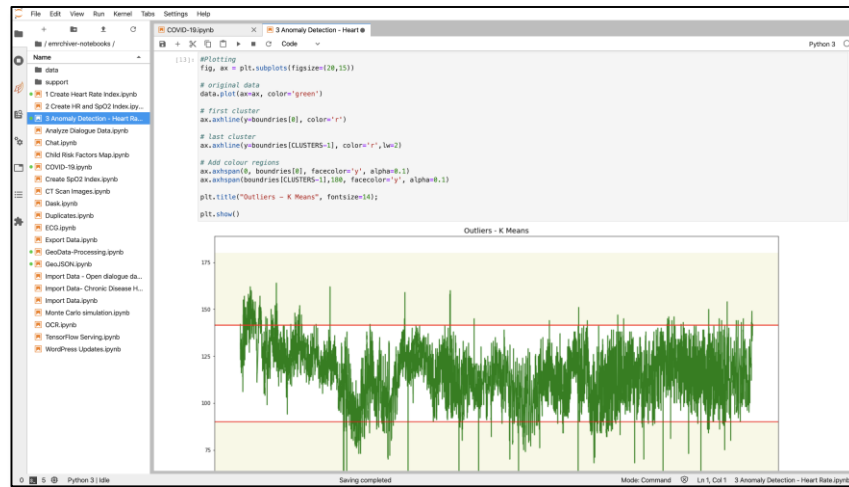 File Edit View Run Kernel Tabs Settings Help
/ emrchiver-notebooks /
Name
data
support
1 Create Heart Rate Index.ipynb
2 Create HR and SpO2 Index.ipy...
3 Anomaly Detection - Heart Ra...
Analyze Dialogue Data.ipynb
Chat.ipynb
Child Risk Factors Map.ipynb
COVID-19.ipynb
Create SpO2 Index.ipynb
CT Scan Images.ipynb
Dask.ipynb
Duplicates.ipynb
ECG.ipynb
Export Data.ipynb
GeoData-Processing.ipynb
GeoJSON.ipynb
Import Data - Open dialogue da...
Import Data- Chronic Disease H...
Import Data.ipynb
Monte Carlo simulation.ipynb
OCR.ipynb
TensorFlow Serving.ipynb
WordPress Updates.ipynb
COVID-19.ipynb
3 Anomaly Detection - Heart
Code
Python 3
[13]: #Plotting
fig, ax = plt.subplots(figsize=(20,15))
# original data
data.plot(ax=ax, color='green')
# first cluster
ax.axhline(y=boundries[0], color='r')
# last cluster
ax.axhline(y=boundries[CLUSTERS-1], color='r',lw=2)
# Add colour regions
ax.axhspan(0, boundries[0], facecolor='y', alpha=0.1)
ax.axhspan(boundries[CLUSTERS-1],180, facecolor='y', alpha=0.1)
plt.title("Outliers - K Means", fontsize=14);
plt.show()
Outliers - K Means
175
150
125
100
75
0 5 Python 3 | Idle
Saving completed
Mode: Command Ln 1, Col 1 3 Anomaly Detection - Heart Rate.ipynb